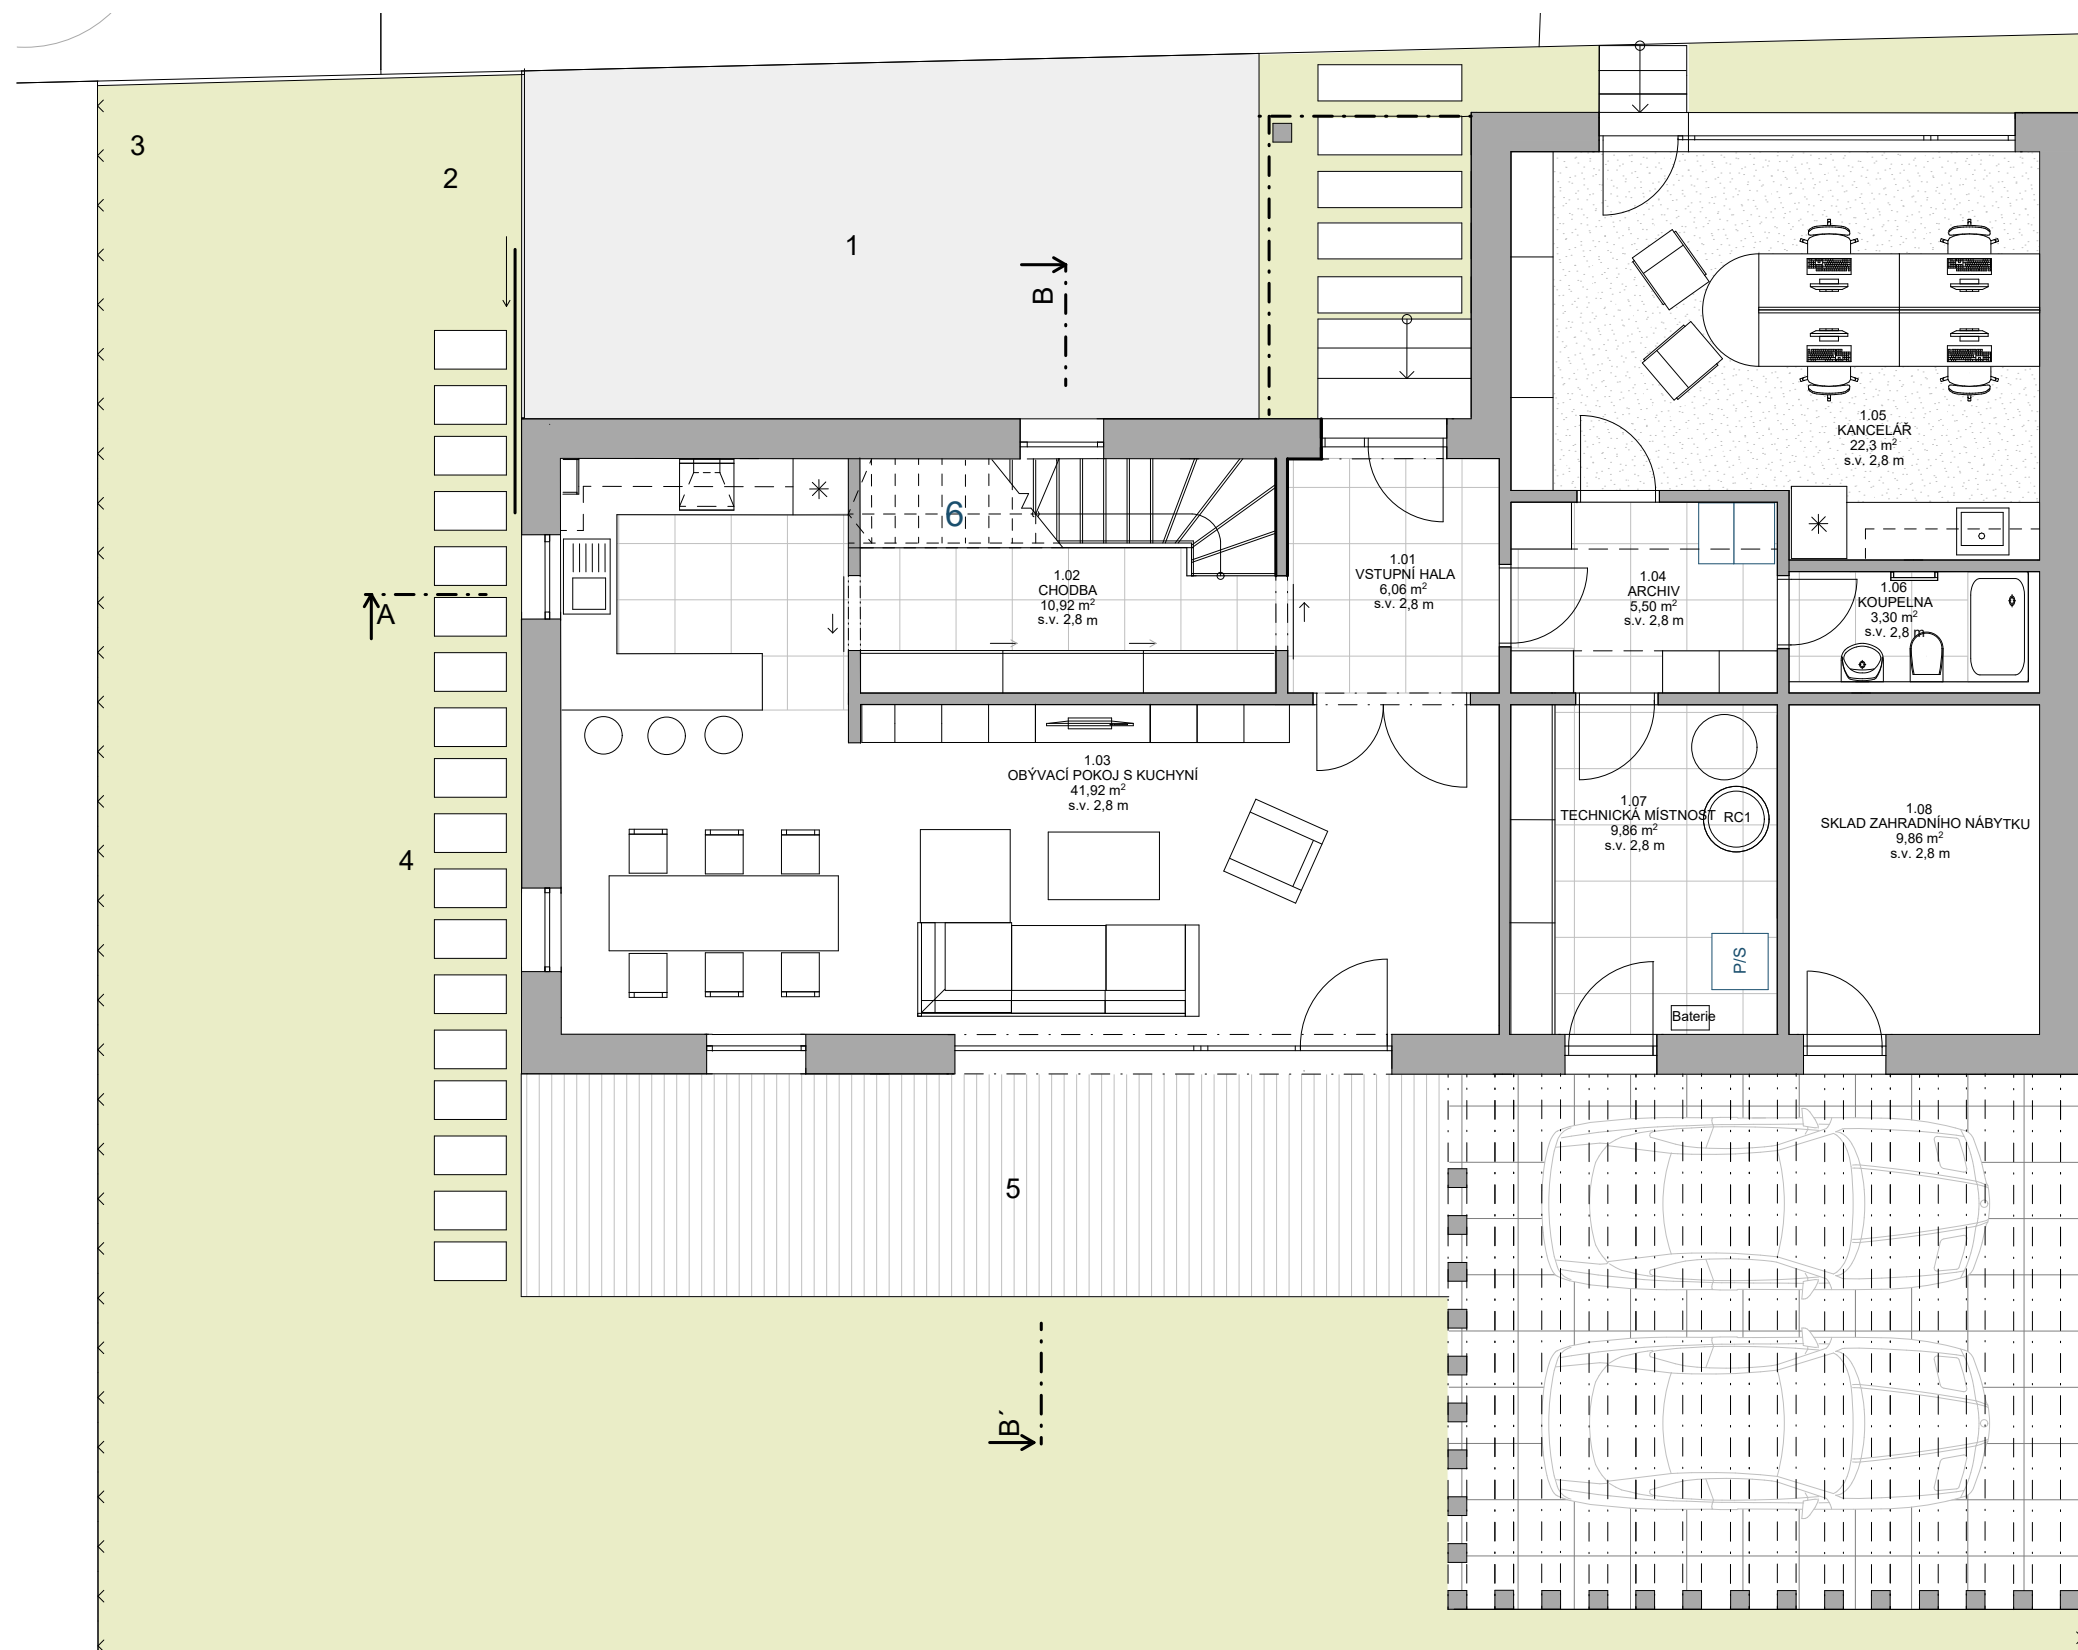 3
2
1
B
1.05
KANCELÁŘ
22,3 m²
s.v. 2,8 m
6
1.02
CHODBA
10,92 m²
s.v. 2,8 m
1.01
VSTUPNÍ HALA
6,06 m²
s.v. 2,8 m
1.04
ARCHIV
5,50 m²
s.v. 2,8 m
1.06
KOUPELNA
3,30 m²
s.v. 2,8 m
A
1.03
OBÝVACÍ POKOJ S KUCHYNÍ
41,92 m²
s.v. 2,8 m
1.07
TECHNICKÁ MÍSTNOST
9,86 m²
s.v. 2,8 m
RC1
1.08
SKLAD ZAHRADNÍHO NÁBYTKU
9,86 m²
s.v. 2,8 m
4
P/S
Baterie
5
B´